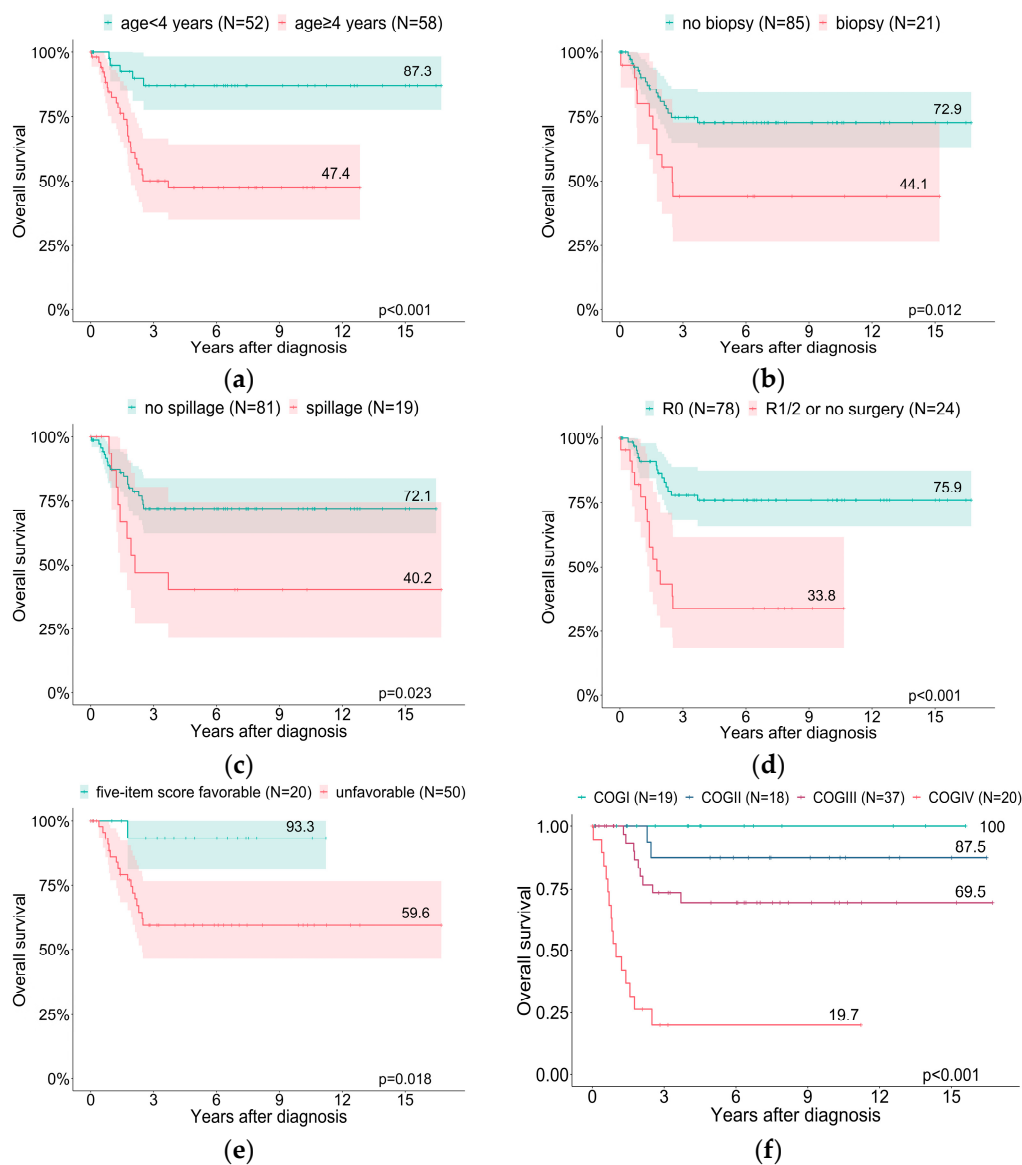 age<4 years (N=52) age≥4 years (N=58)
100%
75%
50%
25%
0%
Overall survival
87.3
47.4
p<0.001
0 3 6 9 12 15
Years after diagnosis
(a)
no biopsy (N=85) biopsy (N=21)
100%
75%
50%
25%
0%
Overall survival
72.9
44.1
p=0.012
0 3 6 9 12 15
Years after diagnosis
(b)
no spillage (N=81) spillage (N=19)
100%
75%
50%
25%
0%
Overall survival
72.1
40.2
p=0.023
0 3 6 9 12 15
Years after diagnosis
(c)
R0 (N=78) R1/2 or no surgery (N=24)
100%
75%
50%
25%
0%
Overall survival
75.9
33.8
p<0.001
0 3 6 9 12 15
Years after diagnosis
(d)
five-item score favorable (N=20) unfavorable (N=50)
100%
75%
50%
25%
0%
Overall survival
93.3
59.6
p=0.018
0 3 6 9 12 15
Years after diagnosis
(e)
COGI (N=19) COGII (N=18) COGIII (N=37) COGIV (N=20)
1.00
0.75
0.50
0.25
0.00
Overall survival
100
87.5
69.5
19.7
p<0.001
0 3 6 9 12 15
Years after diagnosis
(f)